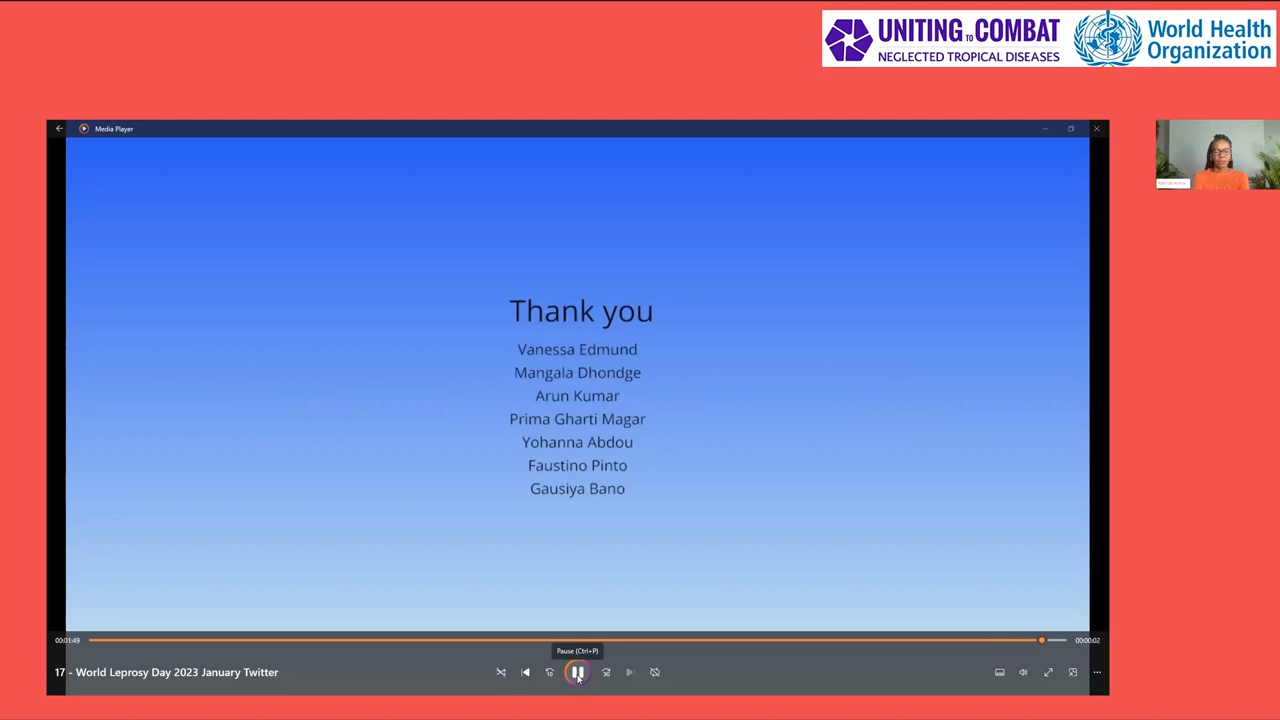 UNITING TO COMBAT
NEGLECTED TROPICAL DISEASES
World Health
Organization
Media Player
Thank you
Vanessa Edmund
Mangala Dhondge
Arun Kumar
Prima Gharti Magar
Yohanna Abdou
Faustino Pinto
Gausiya Bano
00:01:49
00:00:02
Pause (Ctrl+P)
17 - World Leprosy Day 2023 January Twitter